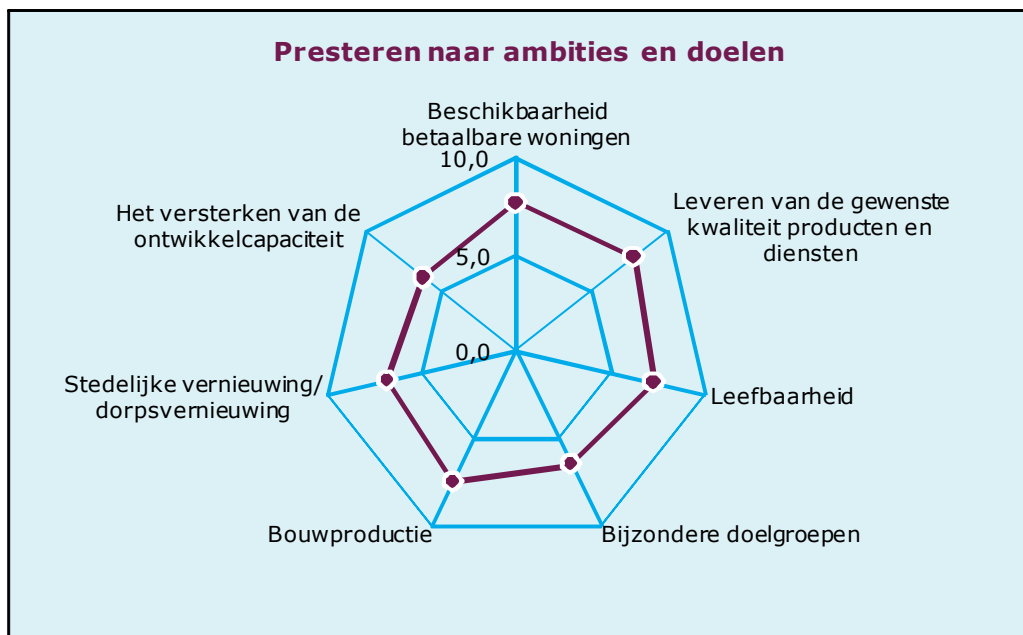 Presteren naar ambities en doelen
Beschikbaarheid
betaalbare woningen
10,0
Leveren van de gewenste
kwaliteit producten en
diensten
Het versterken van de
ontwikkelcapaciteit
5,0
0,0
Stedelijke vernieuwing/
dorpsvernieuwing
Leefbaarheid
Bouwproductie
Bijzondere doelgroepen